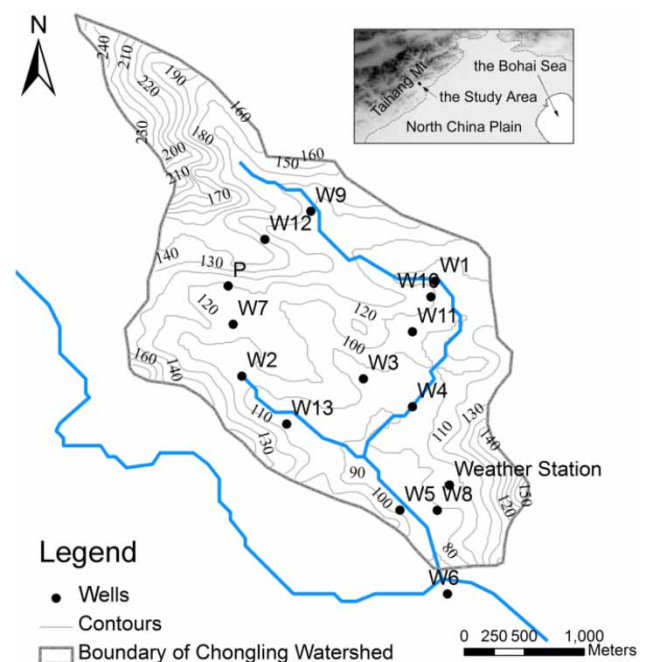 N
240
210
220
190
160
230
180
200
210
150 160
170
W9
W12
140
130
P
W1
W10
120
W7
120
W11
100
160
140
W2
W3
W4
110
W13
130
110
130
140
90
Weather Station
150
100
W5 W8
120
80
W6
the Bohai Sea
Taihang Mt
the Study Area
North China Plain
Legend
Wells
Contours
Boundary of Chongling Watershed
0 250 500 1,000
Meters